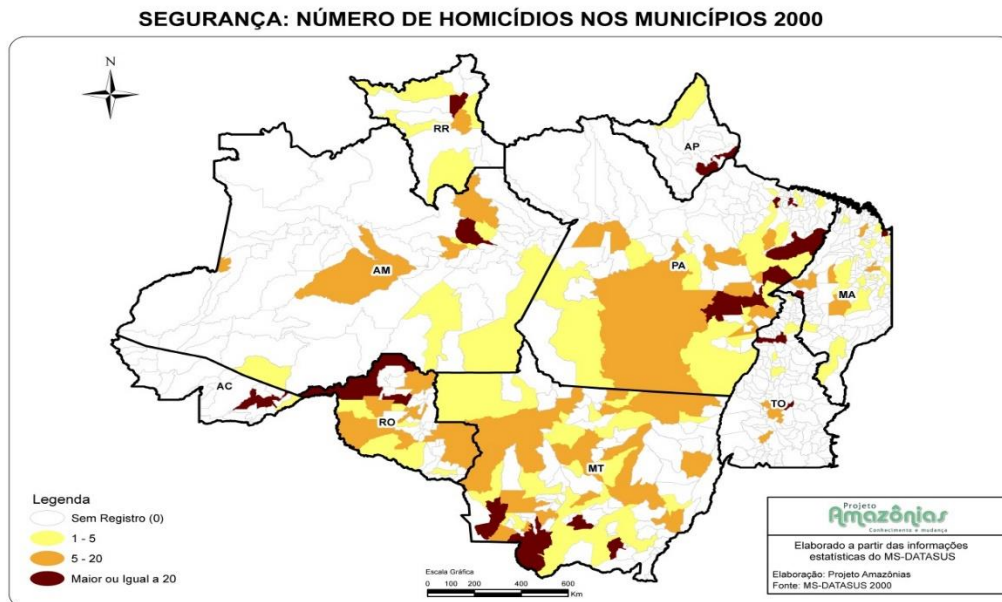 SEGURANÇA: NÚMERO DE HOMICÍDIOS NOS MUNICÍPIOS 2000
N
RR
AP
AM
PA
MA
AC
RO
TO
MT
Legenda
Sem Registro (0)
1 - 5
5 - 20
Maior ou Igual a 20
Escala Gráfica
0 100 200 400 600
Km
Projeto
Amazônias
Conhecimento e mudança
Elaborado a partir das informações
estatísticas do MS-DATASUS
Elaboração: Projeto Amazônias
Fonte: MS-DATASUS 2000